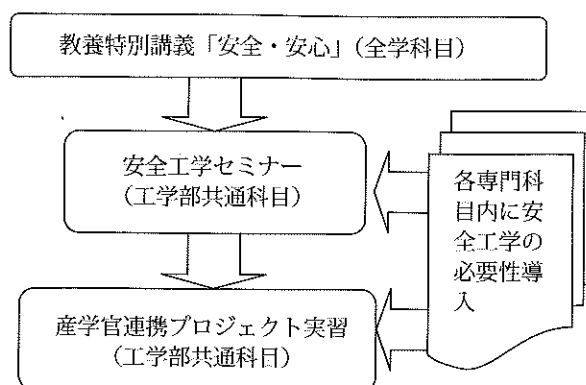 教養特別講義「安全・安心」（全学科目）
安全工学セミナー
（工学部共通科目）
各専門科
目内に安
全工学の
必要性導
入
産学官連携プロジェクト実習
（工学部共通科目）